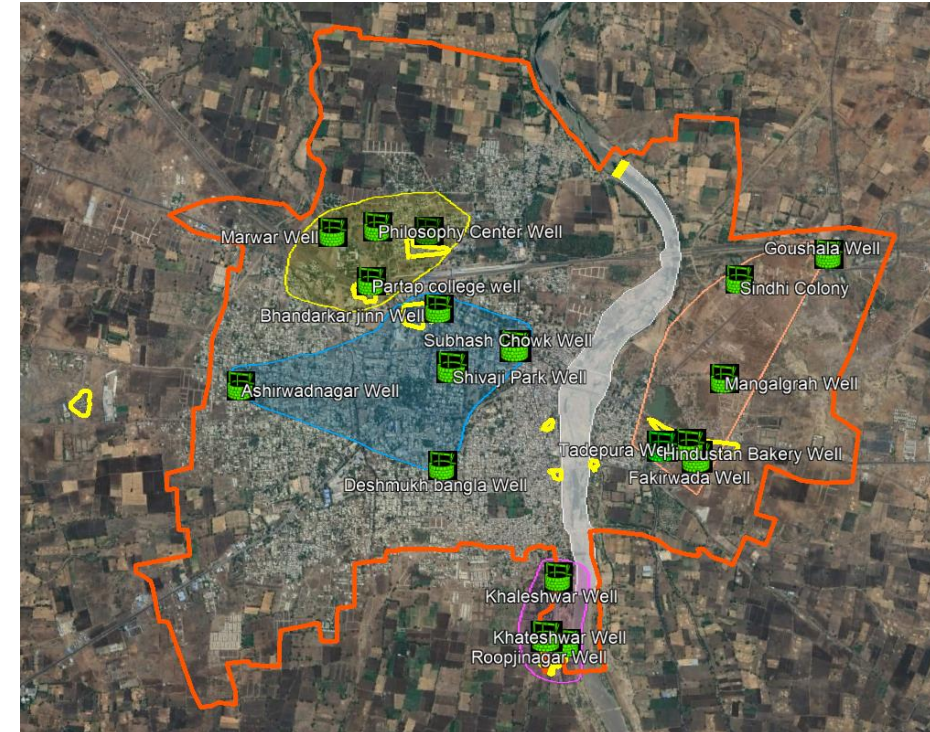 Marwar Well
Philosophy Center Well
Goushala Well
Partap college well
Sindhi Colony
Bhandarkar jinn Well
Subhash Chowk Well
Shivaji Park Well
Mangalgrah Well
Ashirwadnagar Well
Tadepura We
Hindustan Bakery Well
Fakirwada Well
Deshmukh bangla Well
Khaleshwar Well
Khateshwar Well
Roopjinagar Well